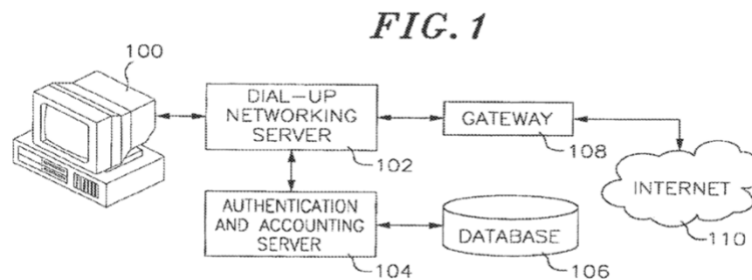 FIG. 1
100
DIAL-UP
NETWORKING
SERVER
102
GATEWAY
108
INTERNET
110
AUTHENTICATION
AND ACCOUNTING
SERVER
104
DATABASE
106